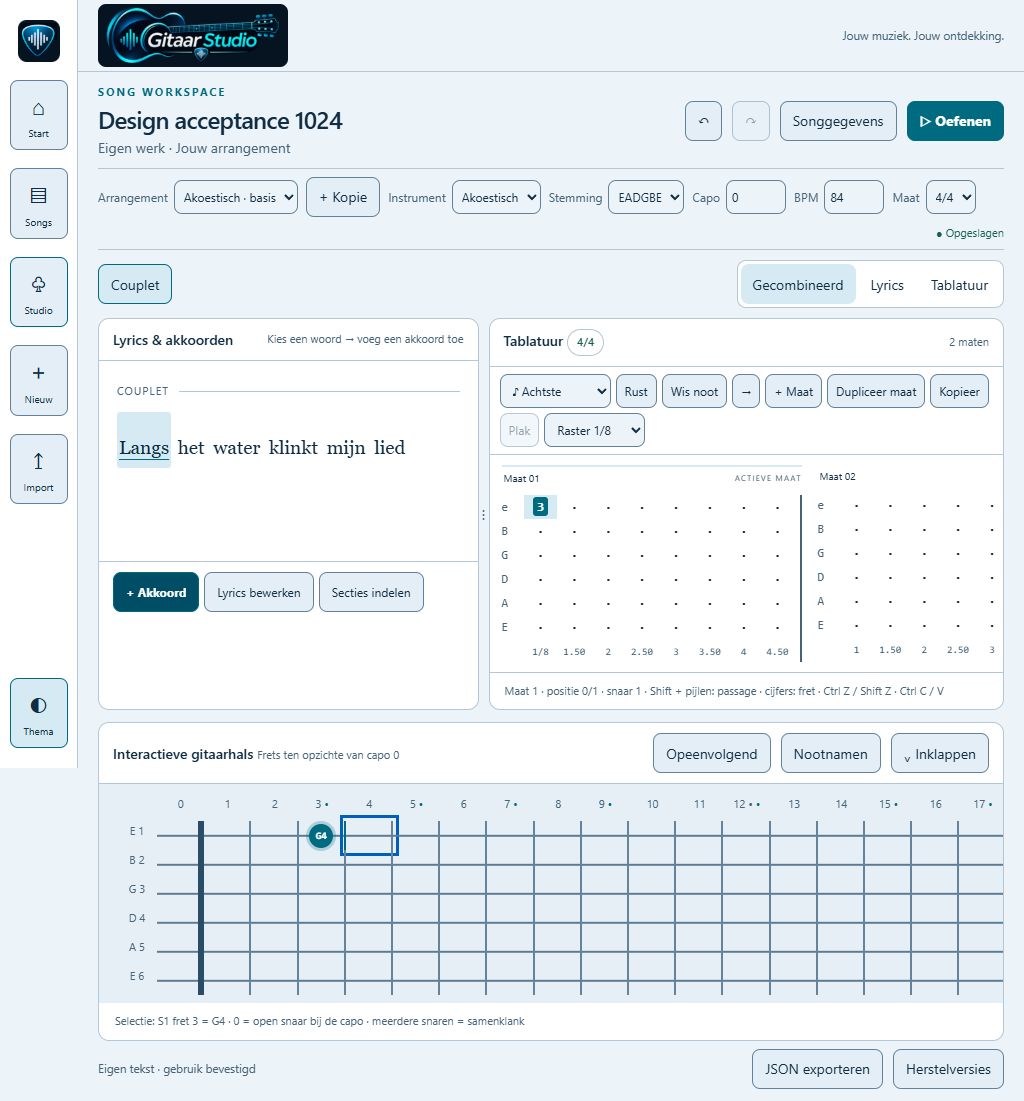 Gitaar Studio
Jouw muziek. Jouw ontdekking.
Start
Songs
Studio
Nieuw
Import
Thema
SONG WORKSPACE
Design acceptance 1024
Eigen werk · Jouw arrangement
Songgegevens
▷ Oefenen
Arrangement Akoestisch · basis + Kopie Instrument Akoestisch Stemming EADGBE Capo 0 BPM 84 Maat 4/4
● Opgeslagen
Couplet
Gecombineerd Lyrics Tablatuur
Lyrics & akkoorden Kies een woord → voeg een akkoord toe
COUPLET
Langs het water klinkt mijn lied
+ Akkoord Lyrics bewerken Secties indelen
Tablatuur 4/4 2 maten
♪ Achtste Rust Wis noot → + Maat Dupliceer maat Kopieer
Plak Raster 1/8
Maat 01 ACTIEVE MAAT Maat 02
e 3 · · · · · · · e · · · · ·
B · · · · · · · · B · · · · ·
G · · · · · · · · G · · · · ·
D · · · · · · · · D · · · · ·
A · · · · · · · · A · · · · ·
E · · · · · · · · E · · · · ·
1/8 1.50 2 2.50 3 3.50 4 4.50 1 1.50 2 2.50 3
Maat 1 · positie 0/1 · snaar 1 · Shift + pijlen: passage · cijfers: fret · Ctrl Z / Shift Z · Ctrl C / V
Interactieve gitaarhals Frets ten opzichte van capo 0
Opeenvolgend Nootnamen ˅ Inklappen
0 1 2 3 • 4 5 • 6 7 • 8 9 • 10 11 12 • • 13 14 15 • 16 17 •
E 1 G4
B 2
G 3
D 4
A 5
E 6
Selectie: S1 fret 3 = G4 · 0 = open snaar bij de capo · meerdere snaren = samenklank
Eigen tekst · gebruik bevestigd
JSON exporteren Herstelversies